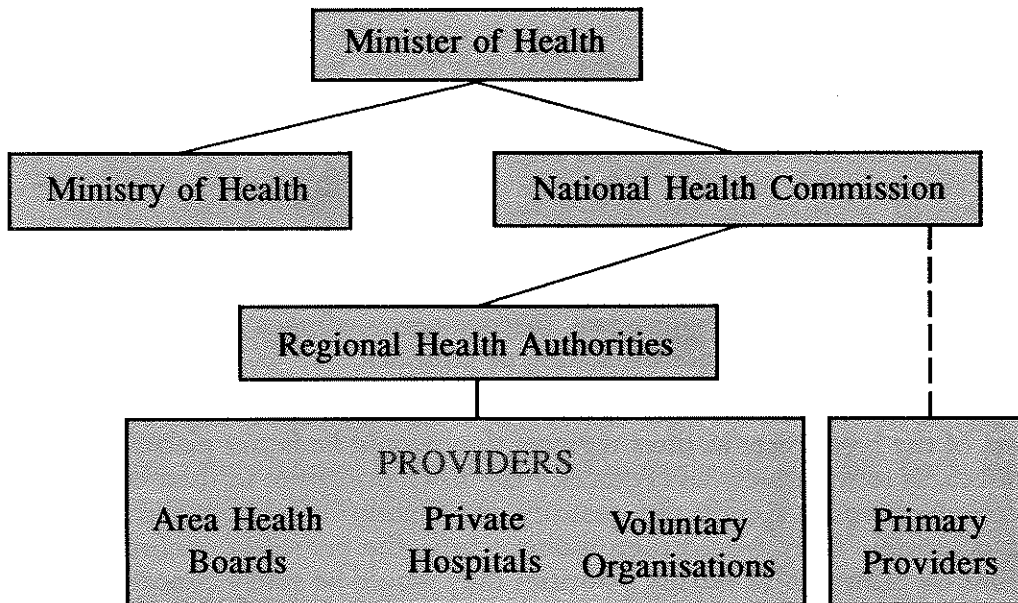 Minister of Health
Ministry of Health
National Health Commission
Regional Health Authorities
PROVIDERS
Area Health
Boards
Private
Hospitals
Voluntary
Organisations
Primary
Providers